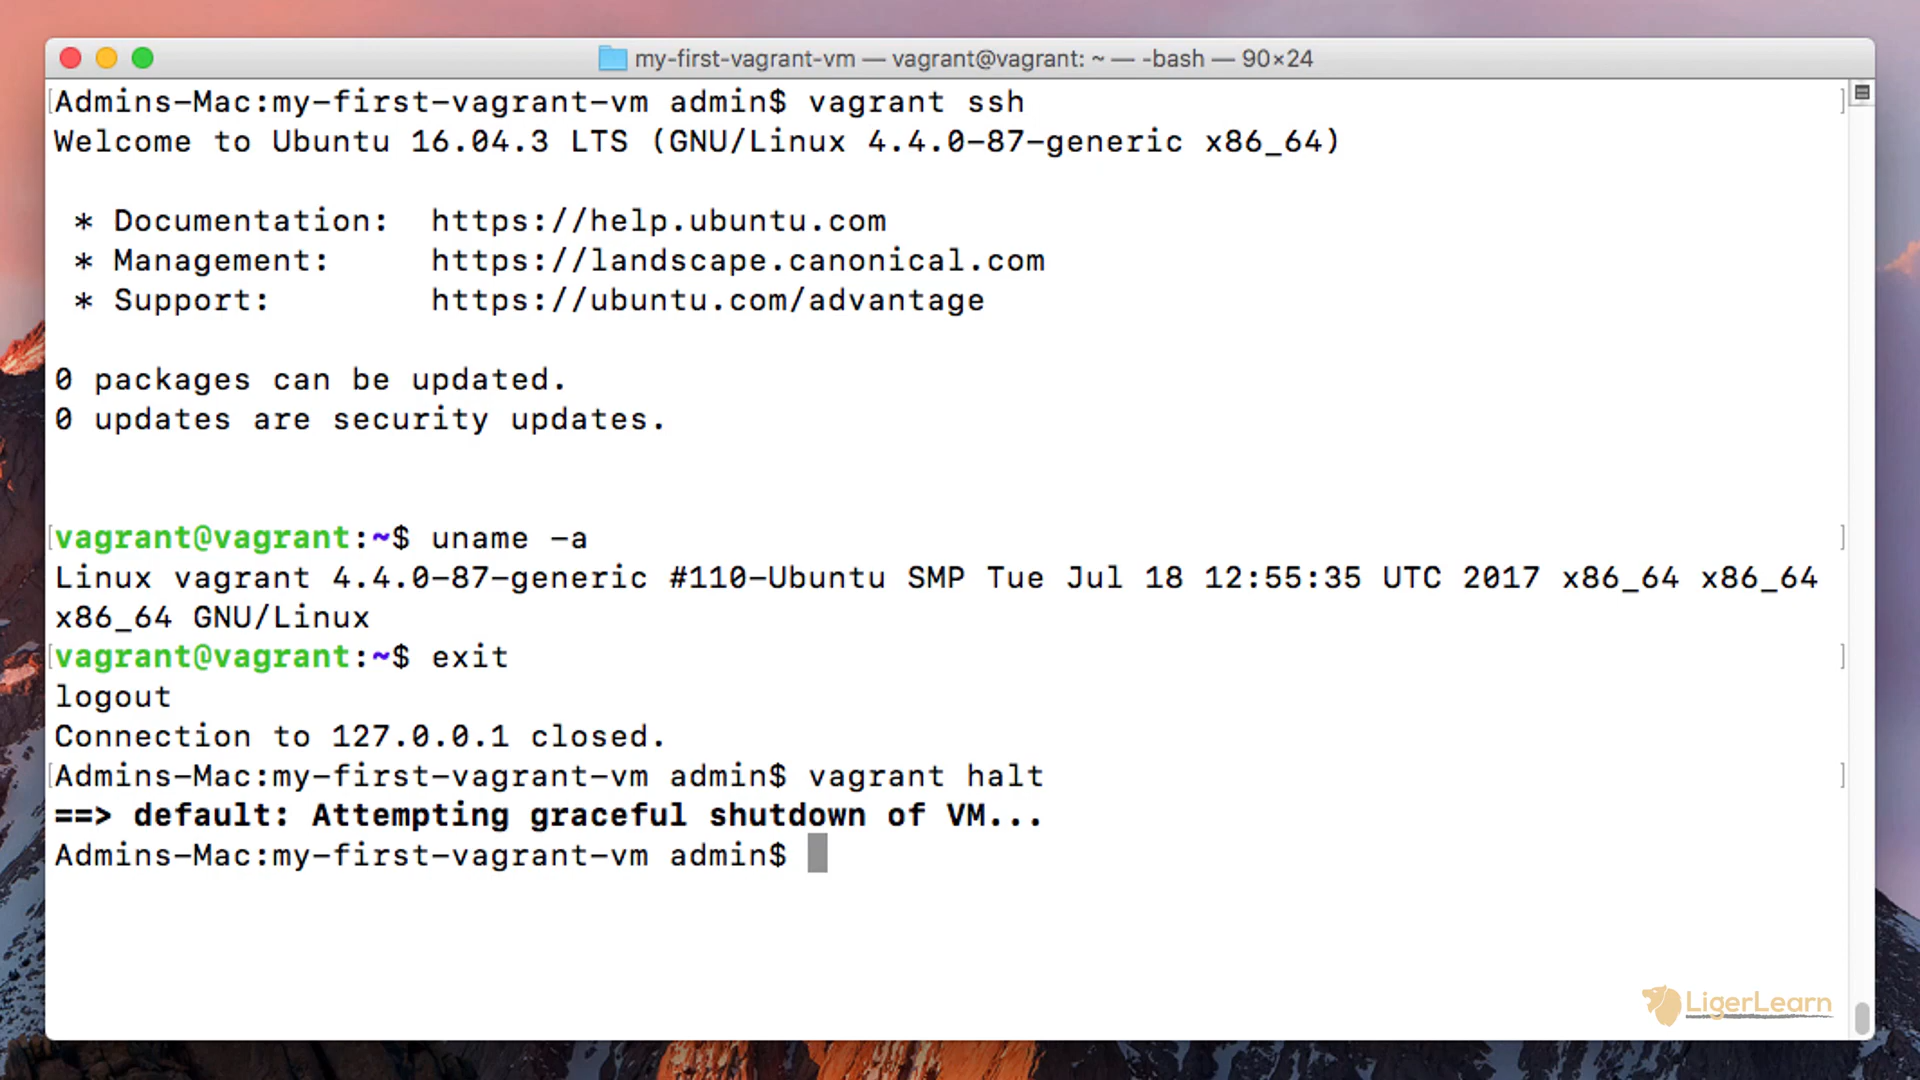 my-first-vagrant-vm — vagrant@vagrant: ~ — -bash — 90×24
Admins-Mac:my-first-vagrant-vm admin$ vagrant ssh
Welcome to Ubuntu 16.04.3 LTS (GNU/Linux 4.4.0-87-generic x86_64)
* Documentation:  https://help.ubuntu.com
* Management:     https://landscape.canonical.com
* Support:        https://ubuntu.com/advantage
0 packages can be updated.
0 updates are security updates.
vagrant@vagrant:~$ uname -a
Linux vagrant 4.4.0-87-generic #110-Ubuntu SMP Tue Jul 18 12:55:35 UTC 2017 x86_64 x86_64
x86_64 GNU/Linux
vagrant@vagrant:~$ exit
logout
Connection to 127.0.0.1 closed.
Admins-Mac:my-first-vagrant-vm admin$ vagrant halt
==> default: Attempting graceful shutdown of VM...
Admins-Mac:my-first-vagrant-vm admin$
LigerLearn